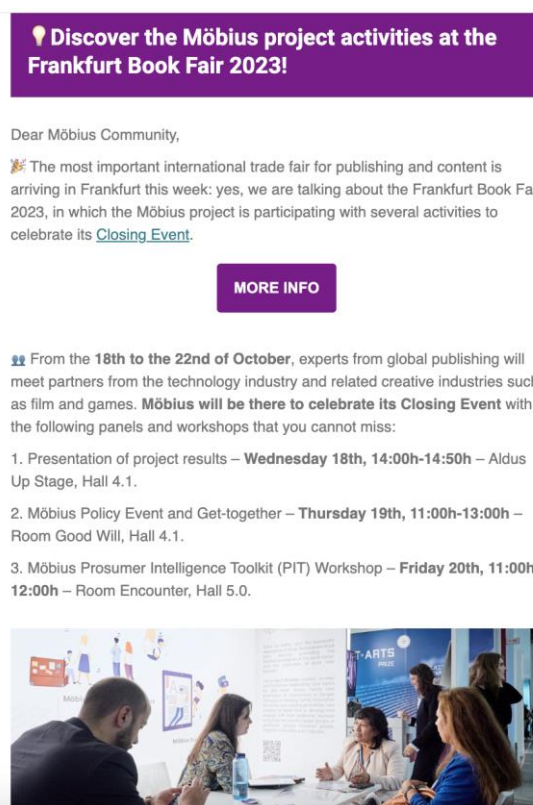 💡Discover the Möbius project activities at the
Frankfurt Book Fair 2023!
Dear Möbius Community,
🎉 The most important international trade fair for publishing and content is
arriving in Frankfurt this week: yes, we are talking about the Frankfurt Book Fa
2023, in which the Möbius project is participating with several activities to
celebrate its Closing Event.
MORE INFO
👥 From the 18th to the 22nd of October, experts from global publishing will
meet partners from the technology industry and related creative industries such
as film and games. Möbius will be there to celebrate its Closing Event with
the following panels and workshops that you cannot miss:
1. Presentation of project results – Wednesday 18th, 14:00h-14:50h – Aldus
Up Stage, Hall 4.1.
2. Möbius Policy Event and Get-together – Thursday 19th, 11:00h-13:00h –
Room Good Will, Hall 4.1.
3. Möbius Prosumer Intelligence Toolkit (PIT) Workshop – Friday 20th, 11:00h
12:00h – Room Encounter, Hall 5.0.
T·ARTS
PRIZE